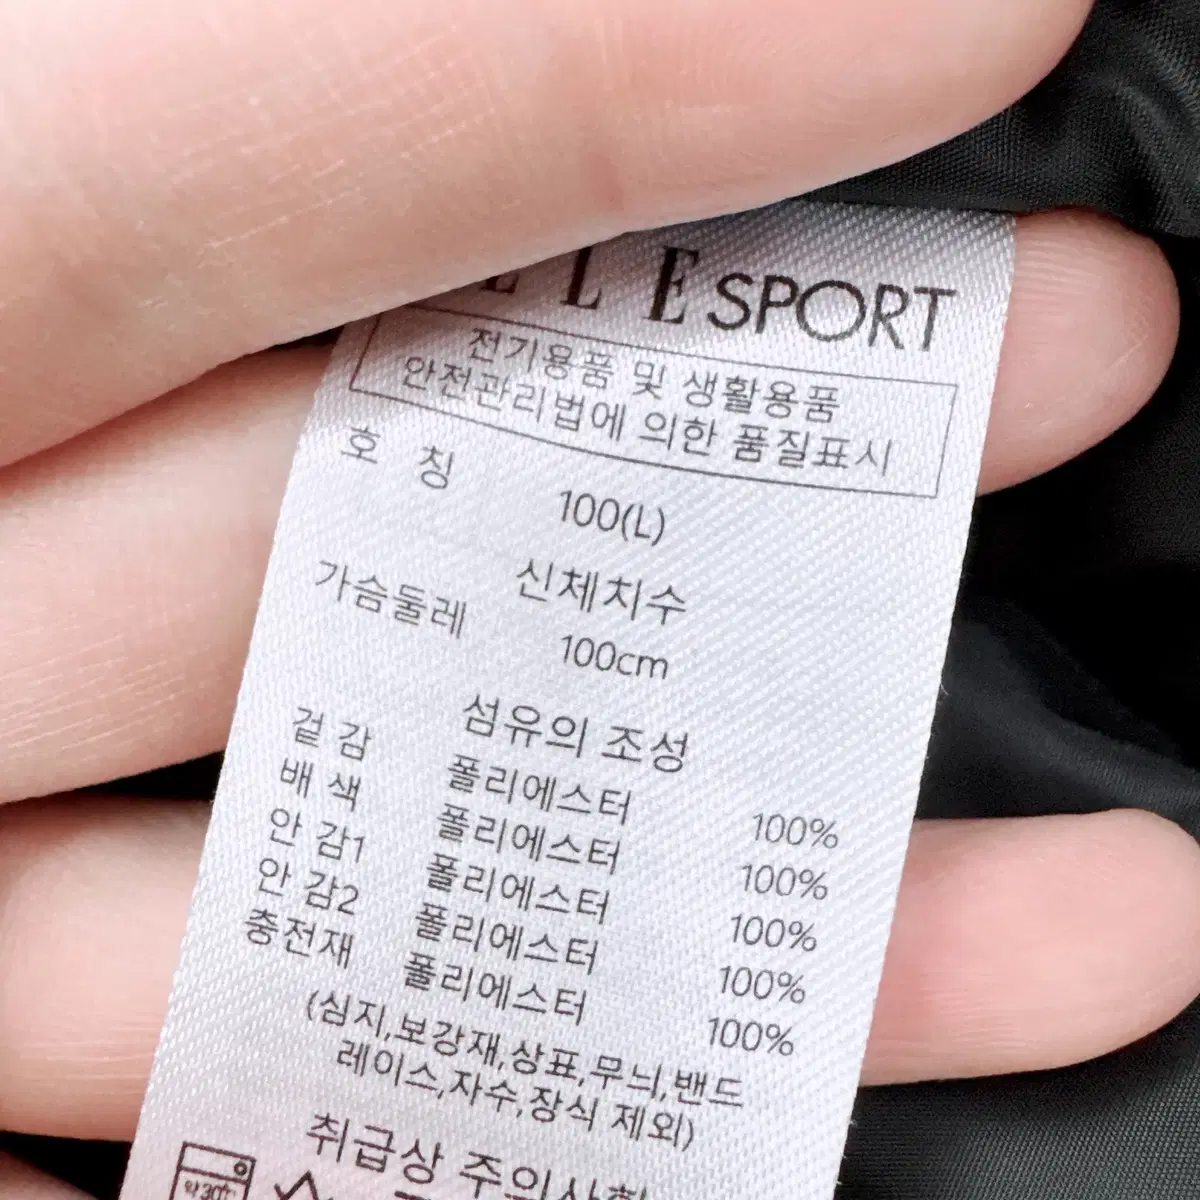 ELLE SPORT
전기용품 및 생활용품
안전관리법에 의한 품질표시
호 칭 100(L)
신체치수
가슴둘레 100cm
섬유의 조성
겉 감 폴리에스터 100%
배 색 폴리에스터 100%
안 감1 폴리에스터 100%
안 감2 폴리에스터 100%
충전재 폴리에스터 100%
(심지,보강재,상표,무늬,밴드
레이스,자수,장식 제외)
취급상 주의사항
약30℃